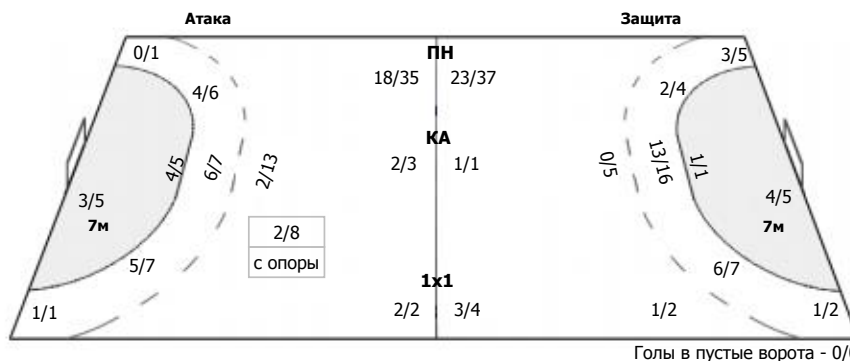 Атака
Защита
0/1
ПН
3/5
18/35 23/37
4/6
2/4
КА
4/5
6/7
2/13
2/3 1/1
0/5
13/16
1/1
3/5
7м
4/5
7м
2/8
с опоры
5/7
6/7
1x1
1/1
2/2 3/4
1/2
1/2
Голы в пустые ворота - 0/